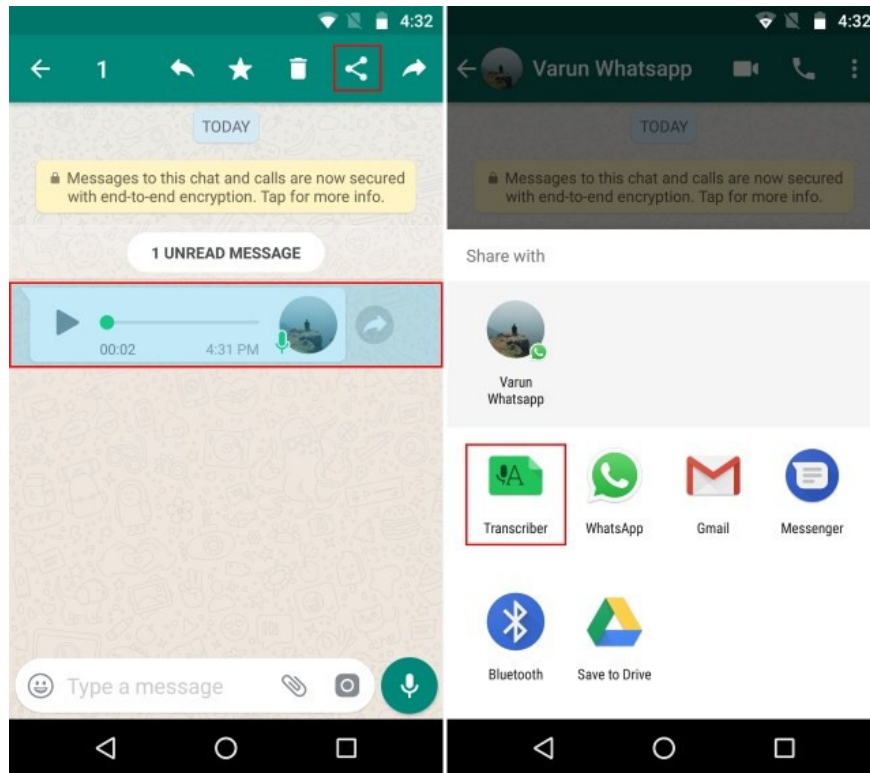 4:32
1
TODAY
Messages to this chat and calls are now secured
with end-to-end encryption. Tap for more info.
1 UNREAD MESSAGE
00:02
4:31 PM
Type a message
4:32
Varun Whatsapp
TODAY
Messages to this chat and calls are now secured
with end-to-end encryption. Tap for more info.
Share with
Varun
Whatsapp
A
Transcriber
WhatsApp
Gmail
Messenger
Bluetooth
Save to Drive